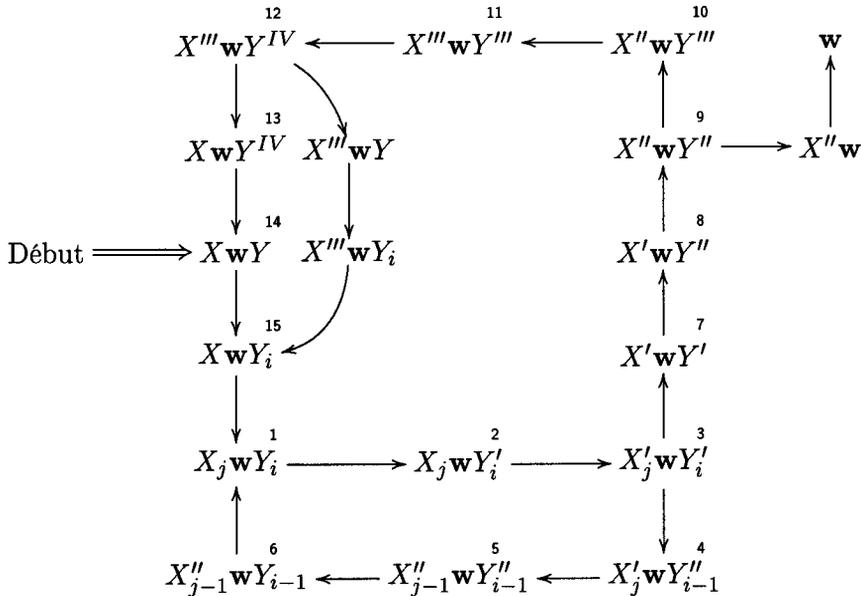 12 11 10
X'''wY^{IV} X'''wY''' X''wY''' w
13 9
XwY^{IV} X'''wY X''wY'' X''w
14 8
Début XwY X'''wY_i X'wY''
15 7
XwY_i X'wY'
1 2 3
X_jwY_i X_jwY'_i X'_jwY'_i
6 5 4
X''_{j-1}wY_{i-1} X''_{j-1}wY''_{i-1} X'_jwY''_{i-1}